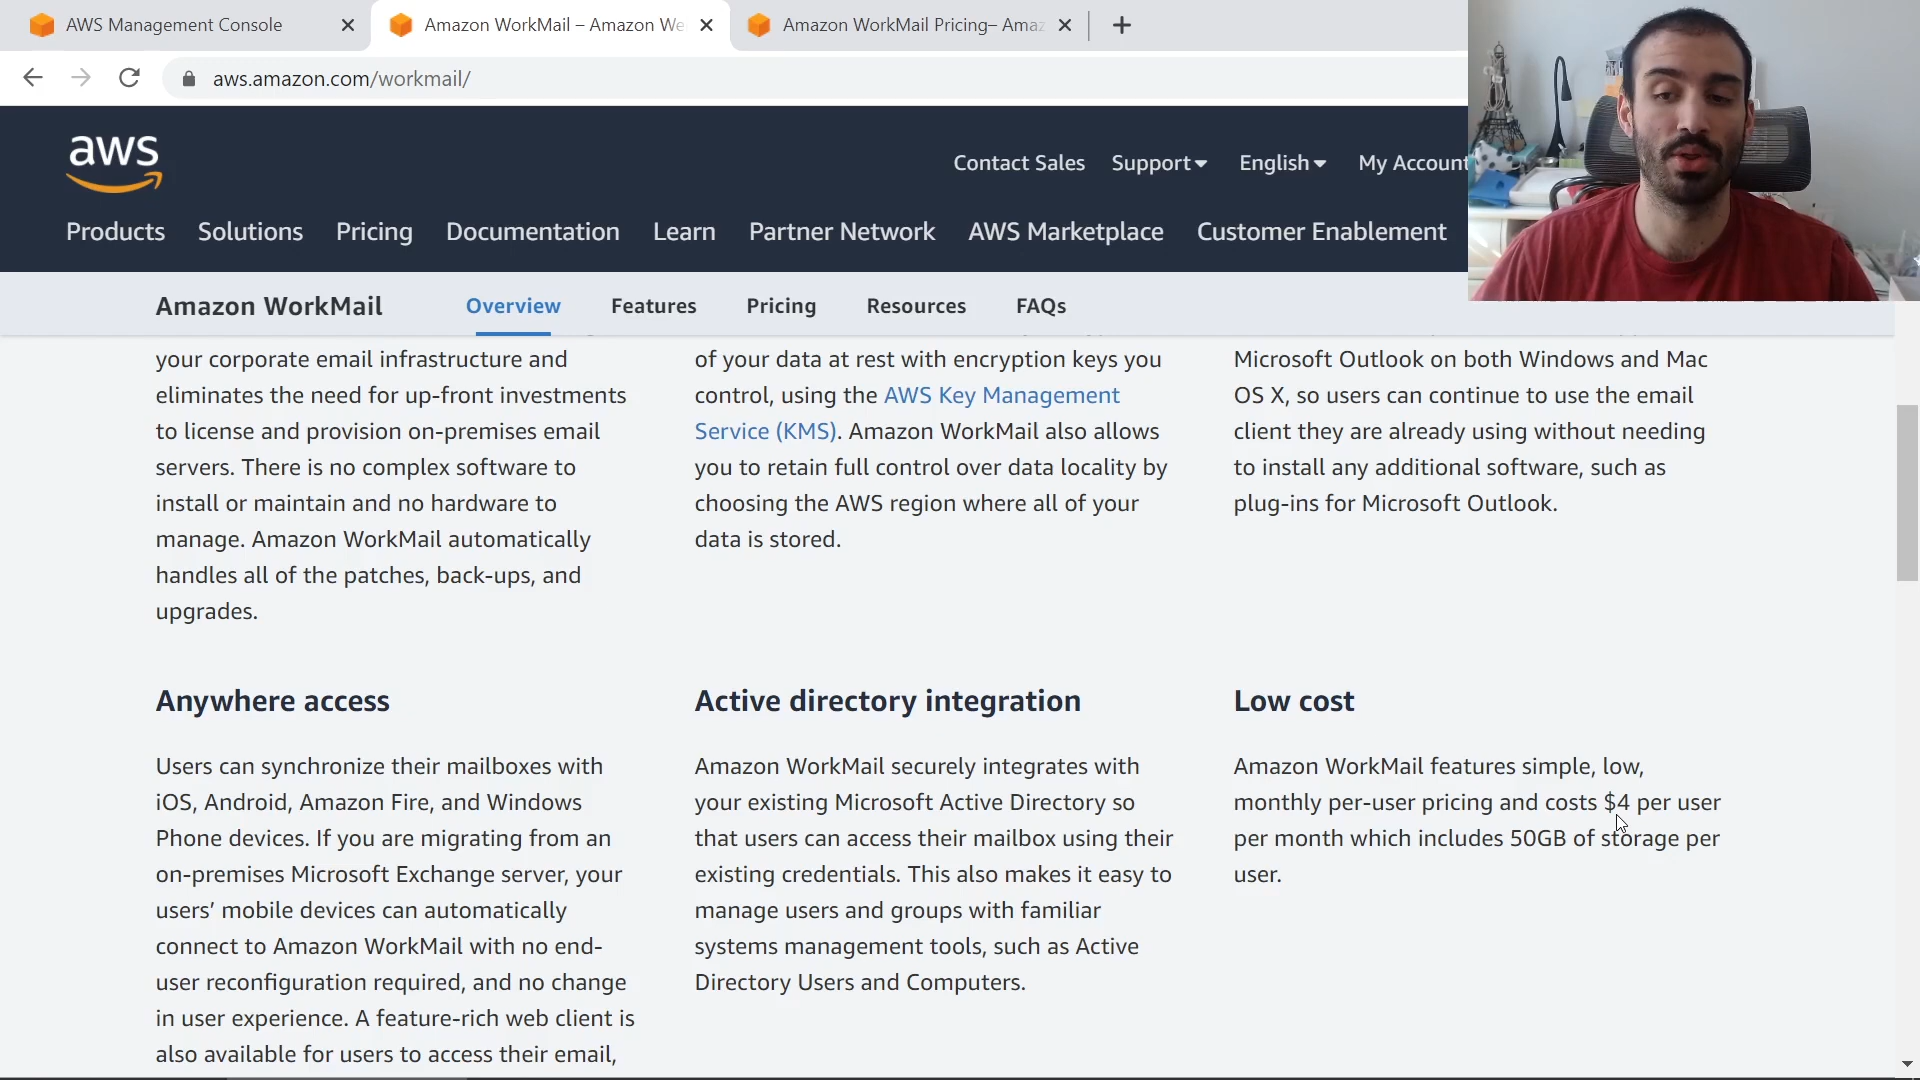 AWS Management Console
Amazon WorkMail – Amazon We
Amazon WorkMail Pricing– Amaz
aws.amazon.com/workmail/
aws
Contact Sales Support English My Account
Products Solutions Pricing Documentation Learn Partner Network AWS Marketplace Customer Enablement
Amazon WorkMail Overview Features Pricing Resources FAQs
your corporate email infrastructure and
eliminates the need for up-front investments
to license and provision on-premises email
servers. There is no complex software to
install or maintain and no hardware to
manage. Amazon WorkMail automatically
handles all of the patches, back-ups, and
upgrades.
of your data at rest with encryption keys you
control, using the AWS Key Management
Service (KMS). Amazon WorkMail also allows
you to retain full control over data locality by
choosing the AWS region where all of your
data is stored.
Microsoft Outlook on both Windows and Mac
OS X, so users can continue to use the email
client they are already using without needing
to install any additional software, such as
plug-ins for Microsoft Outlook.
Anywhere access
Users can synchronize their mailboxes with
iOS, Android, Amazon Fire, and Windows
Phone devices. If you are migrating from an
on-premises Microsoft Exchange server, your
users’ mobile devices can automatically
connect to Amazon WorkMail with no end-
user reconfiguration required, and no change
in user experience. A feature-rich web client is
also available for users to access their email,
Active directory integration
Amazon WorkMail securely integrates with
your existing Microsoft Active Directory so
that users can access their mailbox using their
existing credentials. This also makes it easy to
manage users and groups with familiar
systems management tools, such as Active
Directory Users and Computers.
Low cost
Amazon WorkMail features simple, low,
monthly per-user pricing and costs $4 per user
per month which includes 50GB of storage per
user.